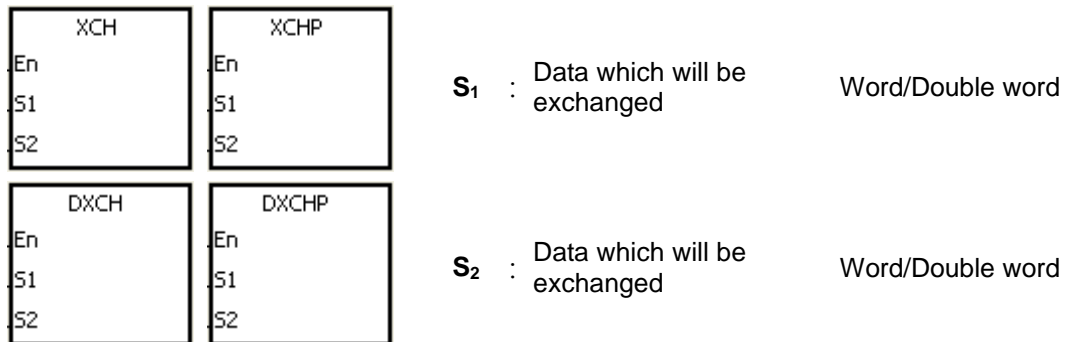 XCH XCHP
En En
S1 S1
S2 S2
S1 : Data which will be Word/Double word
exchanged
DXCH DXCHP
En En
S1 S1
S2 S2
S2 : Data which will be Word/Double word
exchanged